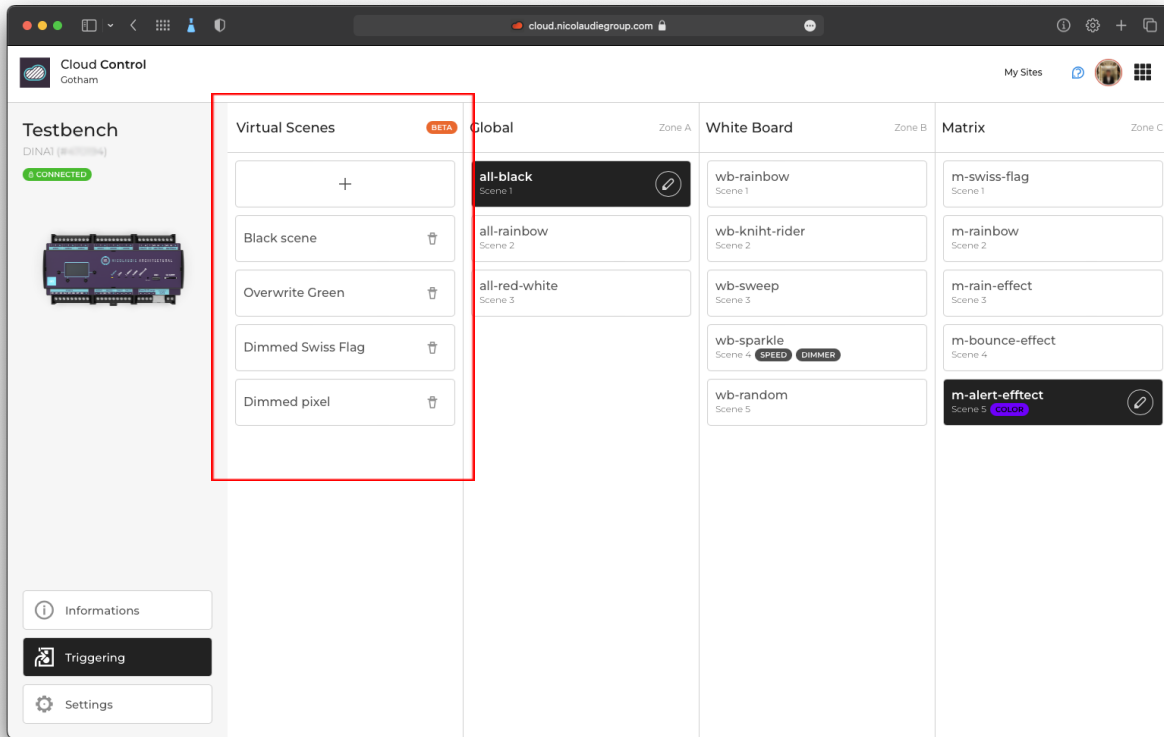 cloud.nicolaudiegroup.com
Cloud Control
Gotham
My Sites
Testbench
DINA1
CONNECTED
NICOLAUDIE ARCHITECTURAL
Informations
Triggering
Settings
Virtual Scenes BETA
+
Black scene
Overwrite Green
Dimmed Swiss Flag
Dimmed pixel
Global Zone A
all-black
Scene 1
all-rainbow
Scene 2
all-red-white
Scene 3
White Board Zone B
wb-rainbow
Scene 1
wb-kniht-rider
Scene 2
wb-sweep
Scene 3
wb-sparkle
Scene 4 SPEED DIMMER
wb-random
Scene 5
Matrix Zone C
m-swiss-flag
Scene 1
m-rainbow
Scene 2
m-rain-effect
Scene 3
m-bounce-effect
Scene 4
m-alert-efftect
Scene 5 COLOR